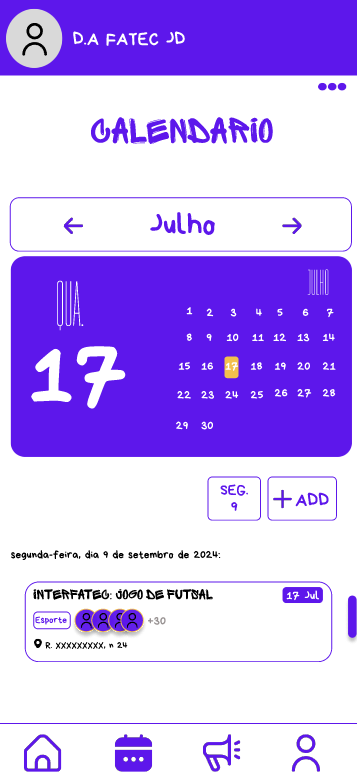 D.A FATEC JD
CALENDARIO
Julho
QUA.
17
JULHO
1 2 3 4 5 6 7
8 9 10 11 12 13 14
15 16 17 18 19 20 21
22 23 24 25 26 27 28
29 30
SEG.
9
+ ADD
segunda-feira, dia 9 de setembro de 2024:
INTERFATEC: JOGO DE FUTSAL
17 Jul
Esporte
+30
R. XXXXXXXXX, n 24